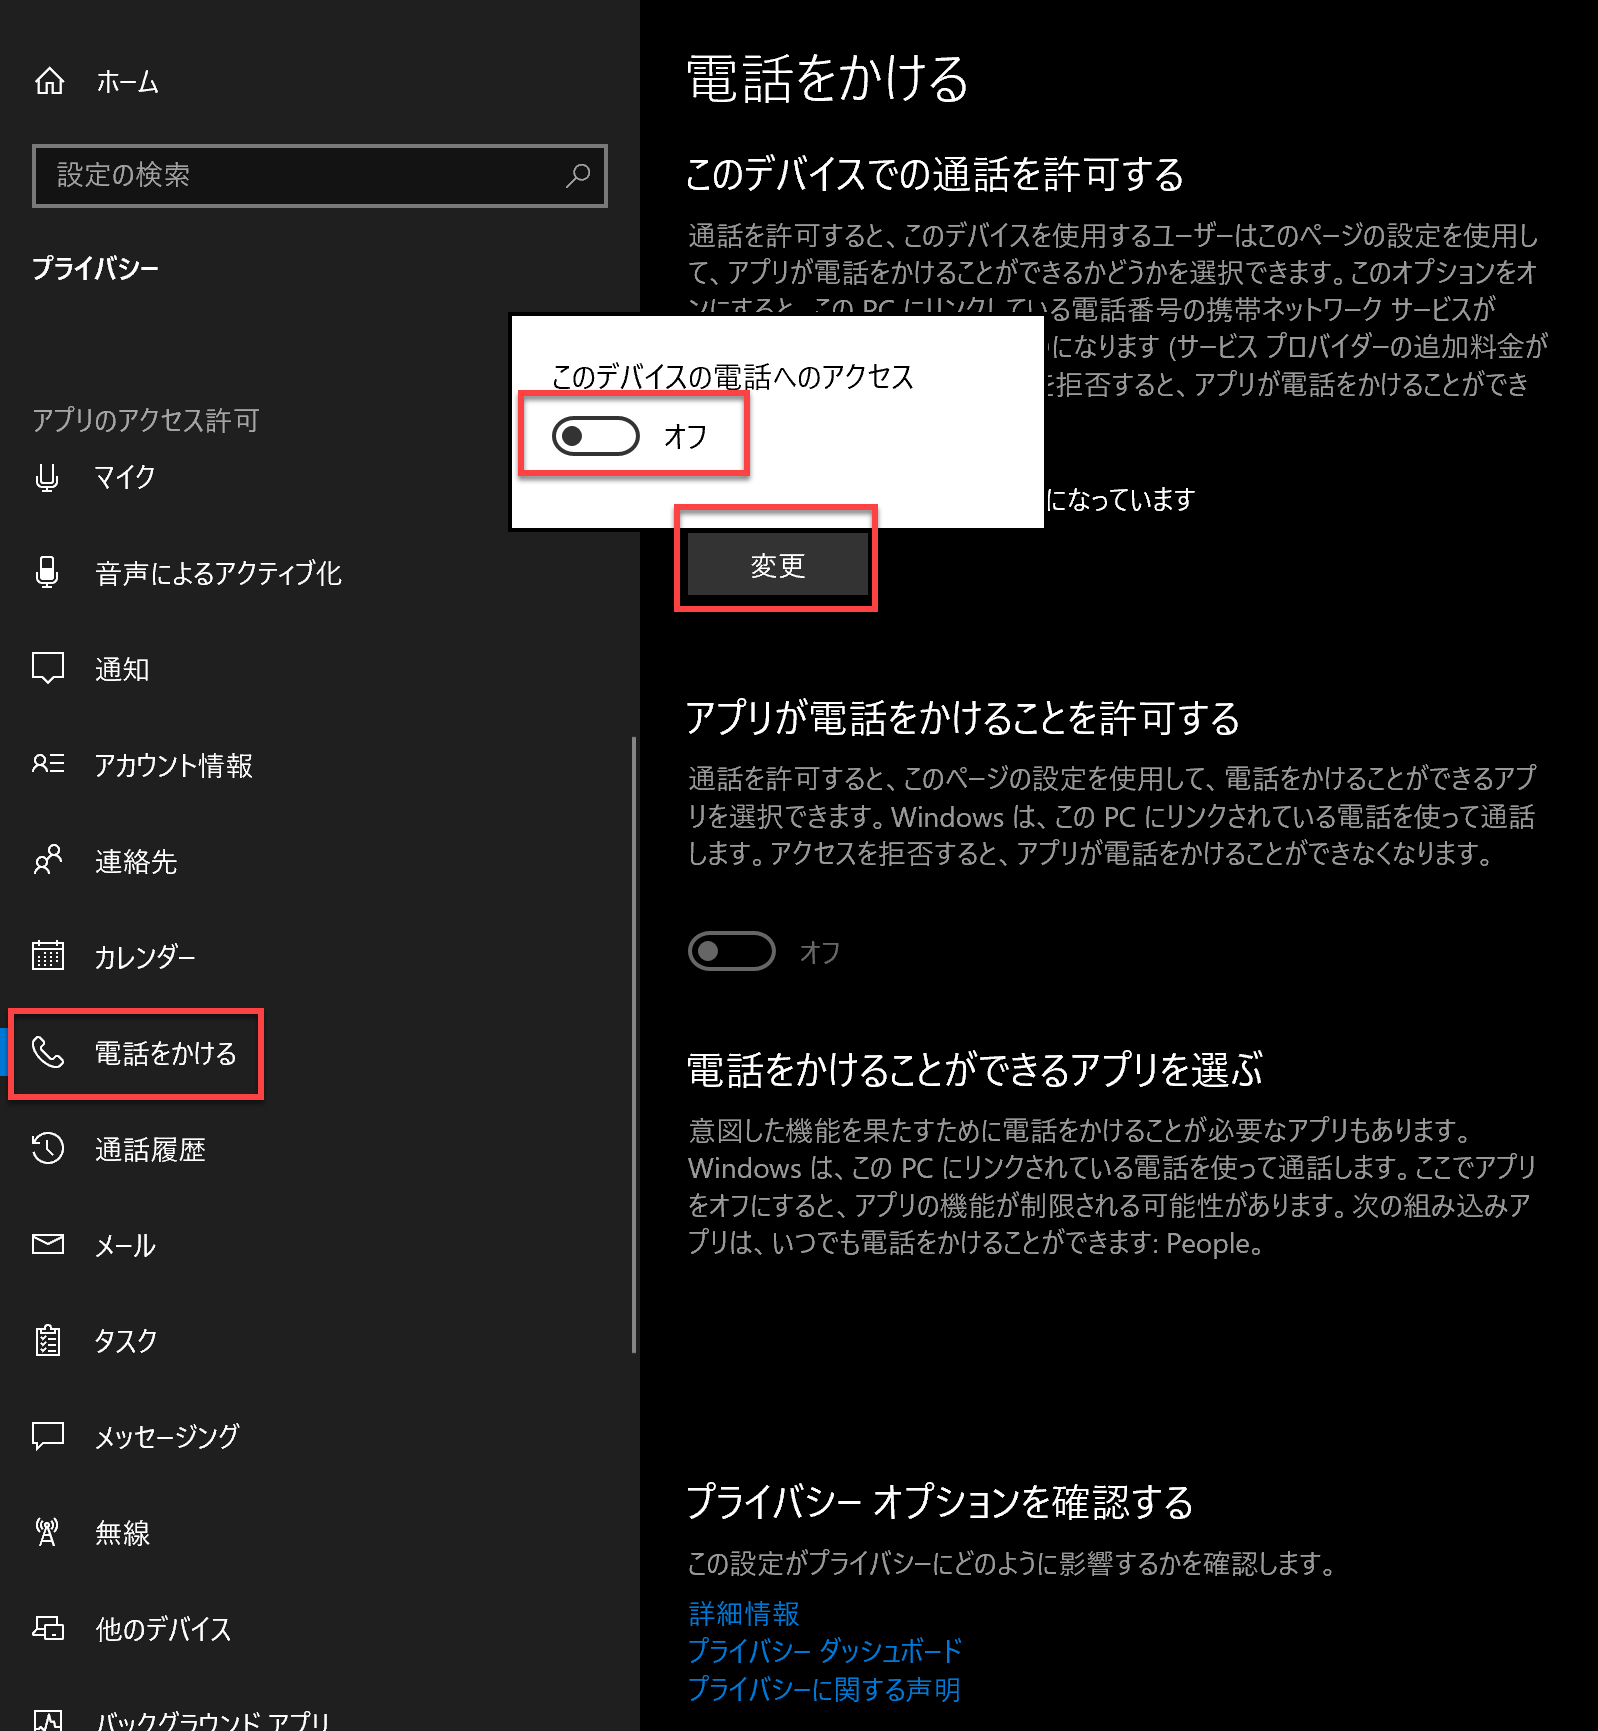 ホーム
設定の検索
プライバシー
アプリのアクセス許可
マイク
音声によるアクティブ化
通知
アカウント情報
連絡先
カレンダー
電話をかける
通話履歴
メール
タスク
メッセージング
無線
他のデバイス
バックグラウンド アプリ
電話をかける
このデバイスでの通話を許可する
通話を許可すると、このデバイスを使用するユーザーはこのページの設定を使用し
て、アプリが電話をかけることができるかどうかを選択できます。このオプションをオ
ンにすると、この PC にリンクしている電話番号の携帯ネットワーク サービスが
になります (サービス プロバイダーの追加料金が
拒否すると、アプリが電話をかけることができ
このデバイスの電話へのアクセス
オフ
になっています
変更
アプリが電話をかけることを許可する
通話を許可すると、このページの設定を使用して、電話をかけることができるアプ
リを選択できます。Windows は、この PC にリンクされている電話を使って通話
します。アクセスを拒否すると、アプリが電話をかけることができなくなります。
オフ
電話をかけることができるアプリを選ぶ
意図した機能を果たすために電話をかけることが必要なアプリもあります。
Windows は、この PC にリンクされている電話を使って通話します。ここでアプリ
をオフにすると、アプリの機能が制限される可能性があります。次の組み込みア
プリは、いつでも電話をかけることができます: People。
プライバシー オプションを確認する
この設定がプライバシーにどのように影響するかを確認します。
詳細情報
プライバシー ダッシュボード
プライバシーに関する声明